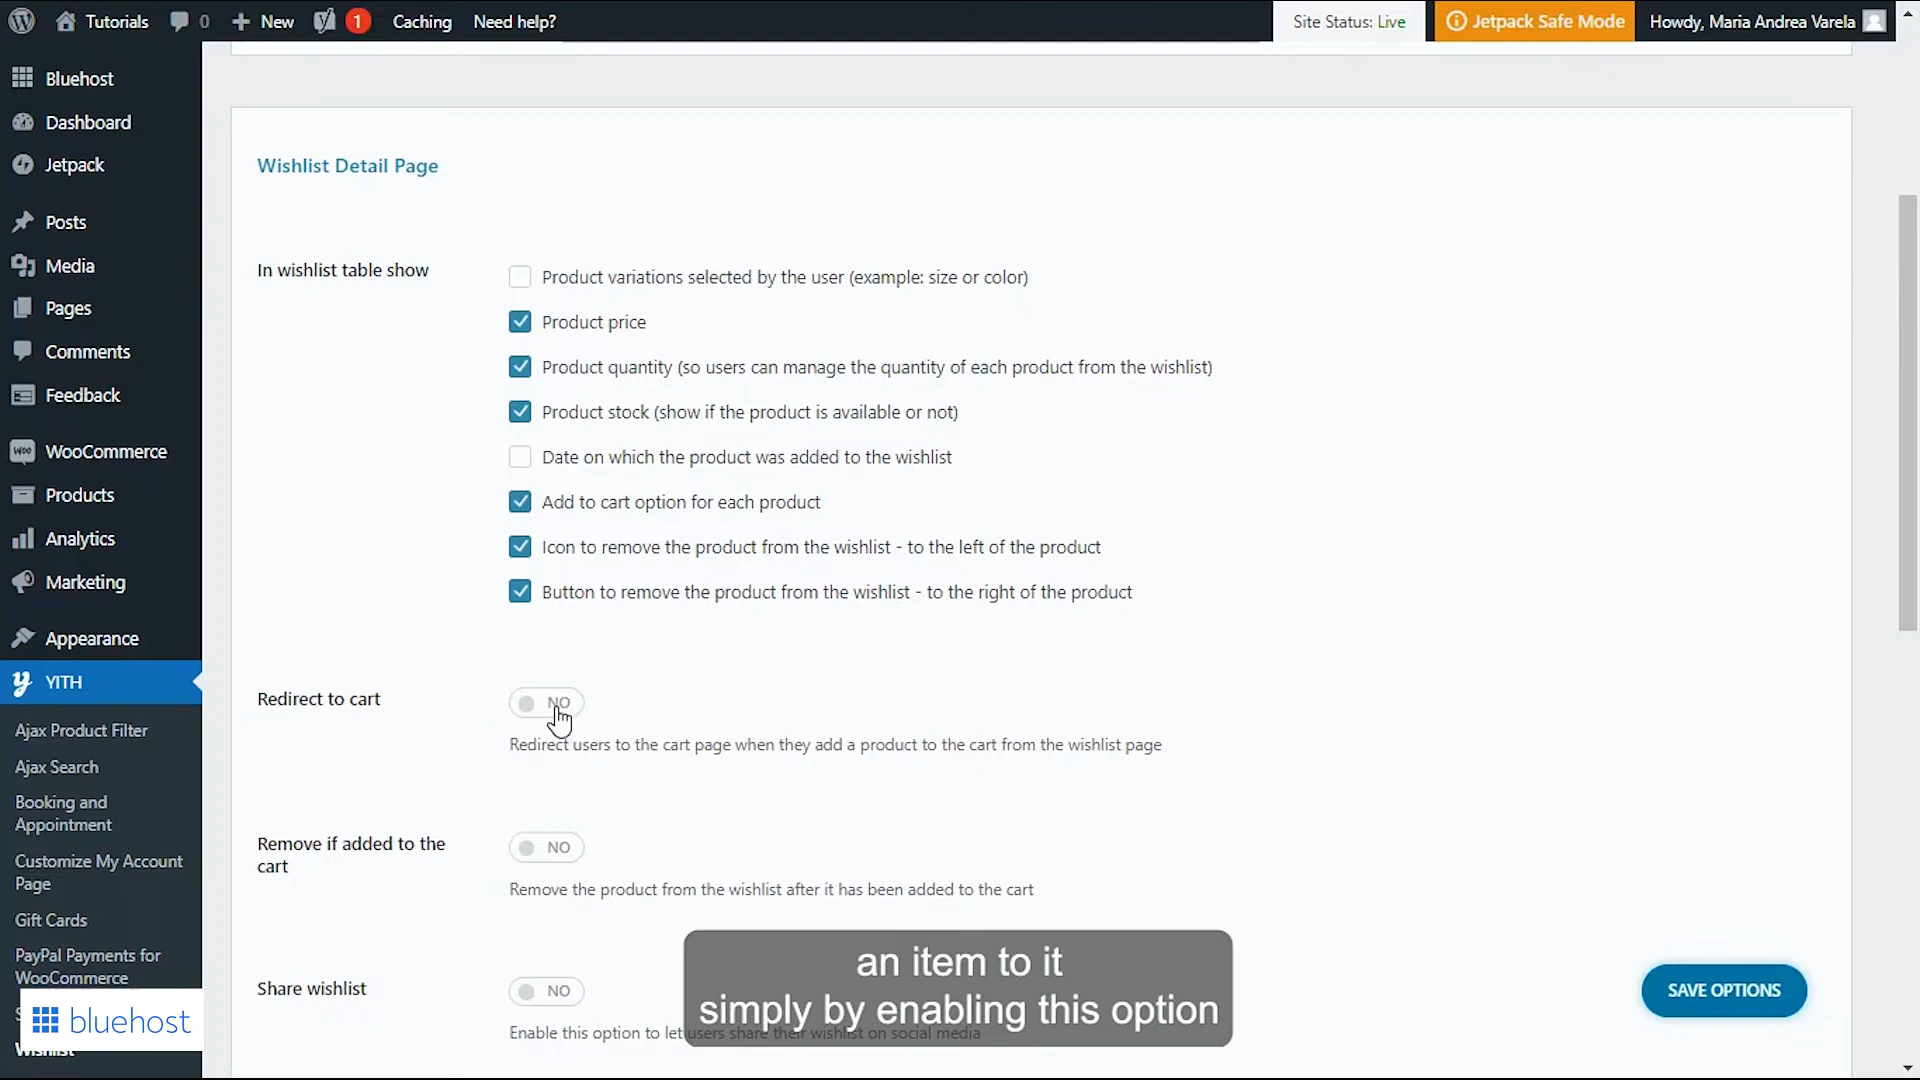 Tutorials
0
New
1
Caching
Need help?
Site Status: Live
Jetpack Safe Mode
Howdy, Maria Andrea Varela
Bluehost
Dashboard
Jetpack
Posts
Media
Pages
Comments
Feedback
WooCommerce
Products
Analytics
Marketing
Appearance
YITH
Ajax Product Filter
Ajax Search
Booking and
Appointment
Customize My Account
Page
Gift Cards
PayPal Payments for
WooCommerce
bluehost
Wishlist
Wishlist Detail Page
In wishlist table show
Product variations selected by the user (example: size or color)
Product price
Product quantity (so users can manage the quantity of each product from the wishlist)
Product stock (show if the product is available or not)
Date on which the product was added to the wishlist
Add to cart option for each product
Icon to remove the product from the wishlist - to the left of the product
Button to remove the product from the wishlist - to the right of the product
Redirect to cart
NO
Redirect users to the cart page when they add a product to the cart from the wishlist page
Remove if added to the
cart
NO
Remove the product from the wishlist after it has been added to the cart
Share wishlist
NO
Enable this option to let users share their wishlist on social media
an item to it
simply by enabling this option
SAVE OPTIONS